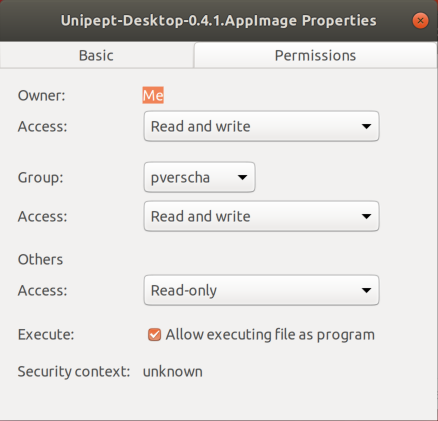 Unipept-Desktop-0.4.1.AppImage Properties
Basic Permissions
Owner: Me
Access: Read and write
Group: pverscha
Access: Read and write
Others
Access: Read-only
Execute: Allow executing file as program
Security context: unknown